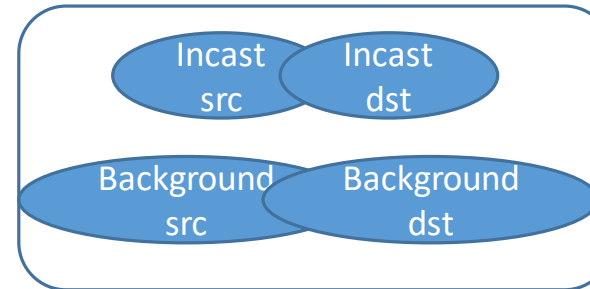 Incast
src
Incast
dst
Background
src
Background
dst